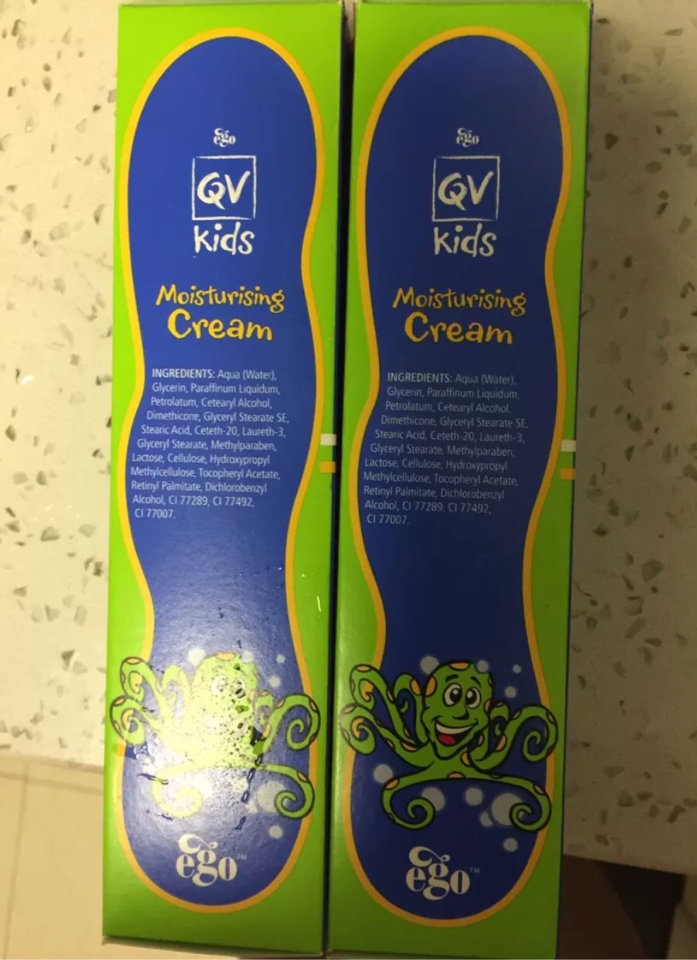 ego
QV
kids
Moisturising
Cream
INGREDIENTS: Aqua (Water),
Glycerin, Paraffinum Liquidum,
Petrolatum, Cetearyl Alcohol,
Dimethicone, Glyceryl Stearate SE,
Stearic Acid, Ceteth-20, Laureth-3,
Glyceryl Stearate, Methylparaben,
Lactose, Cellulose, Hydroxypropyl
Methylcellulose, Tocopheryl Acetate,
Retinyl Palmitate, Dichlorobenzyl
Alcohol, CI 77289, CI 77492,
CI 77007.
ego™
ego
QV
kids
Moisturising
Cream
INGREDIENTS: Aqua (Water),
Glycerin, Paraffinum Liquidum,
Petrolatum, Cetearyl Alcohol,
Dimethicone, Glyceryl Stearate SE,
Stearic Acid, Ceteth-20, Laureth-3,
Glyceryl Stearate, Methylparaben,
Lactose, Cellulose, Hydroxypropyl
Methylcellulose, Tocopheryl Acetate,
Retinyl Palmitate, Dichlorobenzyl
Alcohol, CI 77289, CI 77492,
CI 77007.
ego™